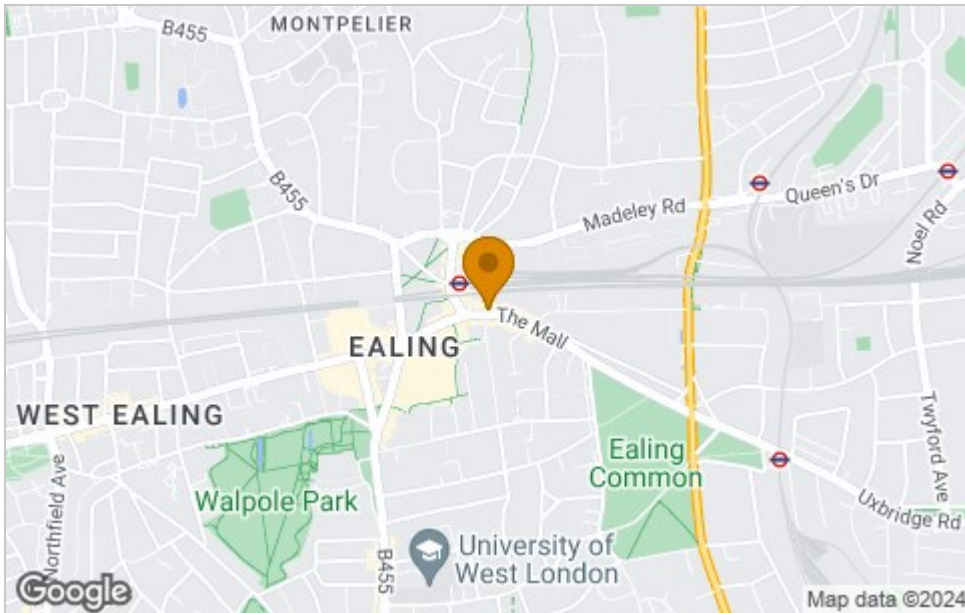 B455
MONTPELIER
B455
Madeley Rd
Queen's Dr
Noel Rd
The Mall
EALING
WEST EALING
Twyford Ave
Ealing
Common
Walpole Park
Northfield Ave
Uxbridge Rd
B455
University of
West London
Google
Map data ©2024